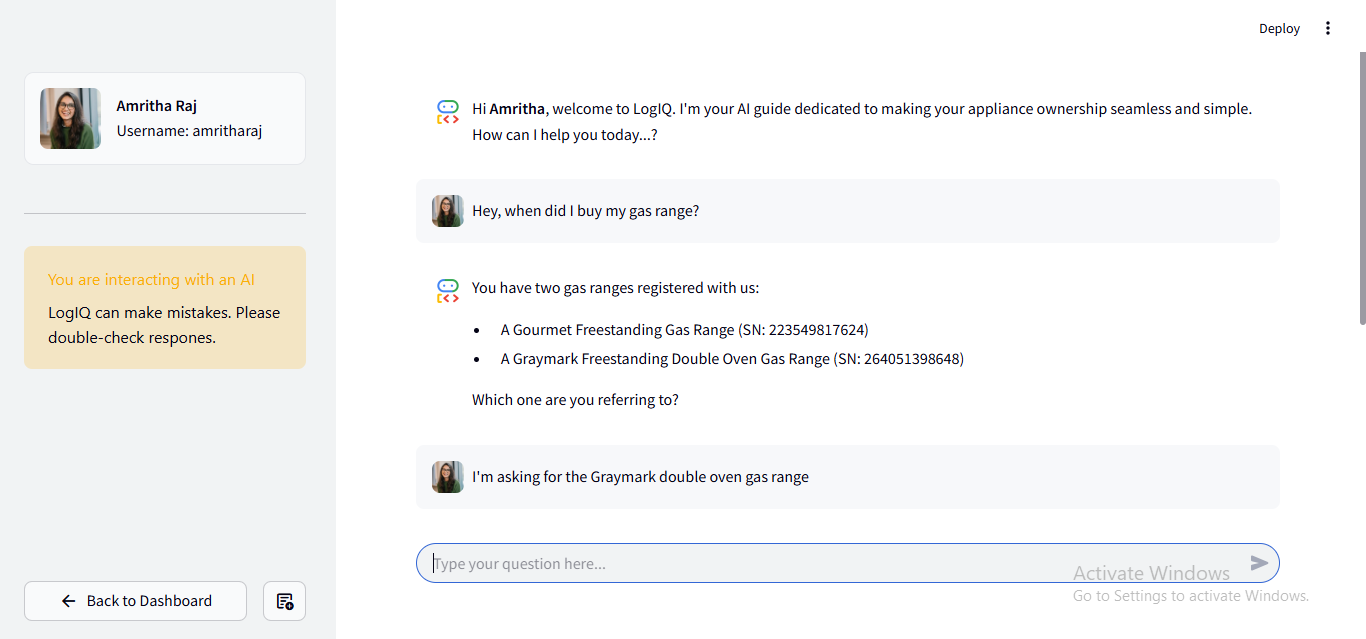 Deploy
Amritha Raj
Username: amritharaj
You are interacting with an AI
LogIQ can make mistakes. Please
double-check respones.
Back to Dashboard
Hi Amritha, welcome to LogIQ. I'm your AI guide dedicated to making your appliance ownership seamless and simple.
How can I help you today...?
Hey, when did I buy my gas range?
You have two gas ranges registered with us:
• A Gourmet Freestanding Gas Range (SN: 223549817624)
• A Graymark Freestanding Double Oven Gas Range (SN: 264051398648)
Which one are you referring to?
I'm asking for the Graymark double oven gas range
Type your question here...
Activate Windows
Go to Settings to activate Windows.